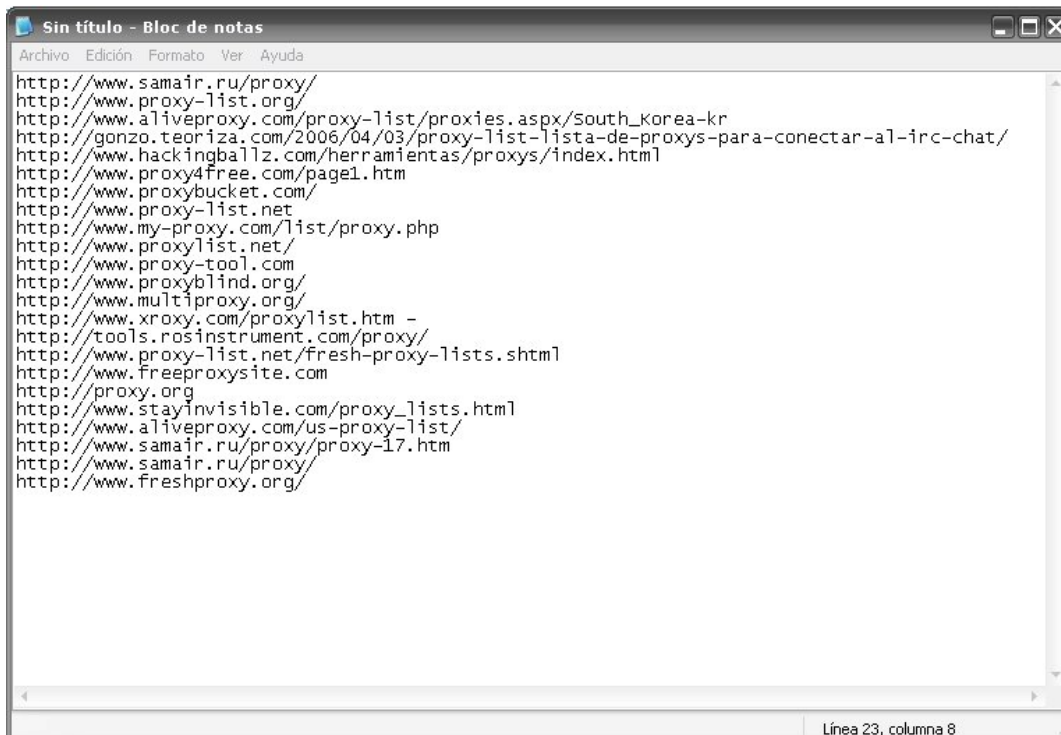 Sin título - Bloc de notas
Archivo Edición Formato Ver Ayuda
http://www.samair.ru/proxy/
http://www.proxy-list.org/
http://www.aliveproxy.com/proxy-list/proxies.aspx/South_Korea-kr
http://gonzo.teoriza.com/2006/04/03/proxy-list-lista-de-proxys-para-conectar-al-irc-chat/
http://www.hackingballz.com/herramientas/proxys/index.html
http://www.proxy4free.com/page1.htm
http://www.proxybucket.com/
http://www.proxy-list.net
http://www.my-proxy.com/list/proxy.php
http://www.proxylist.net/
http://www.proxy-tool.com
http://www.proxyblind.org/
http://www.multiproxy.org/
http://www.xroxy.com/proxylist.htm -
http://tools.rosinstrument.com/proxy/
http://www.proxy-list.net/fresh-proxy-lists.shtml
http://www.freeproxysite.com
http://proxy.org
http://www.stayinvisible.com/proxy_lists.html
http://www.aliveproxy.com/us-proxy-list/
http://www.samair.ru/proxy/proxy-17.htm
http://www.samair.ru/proxy/
http://www.freshproxy.org/
Línea 23, columna 8